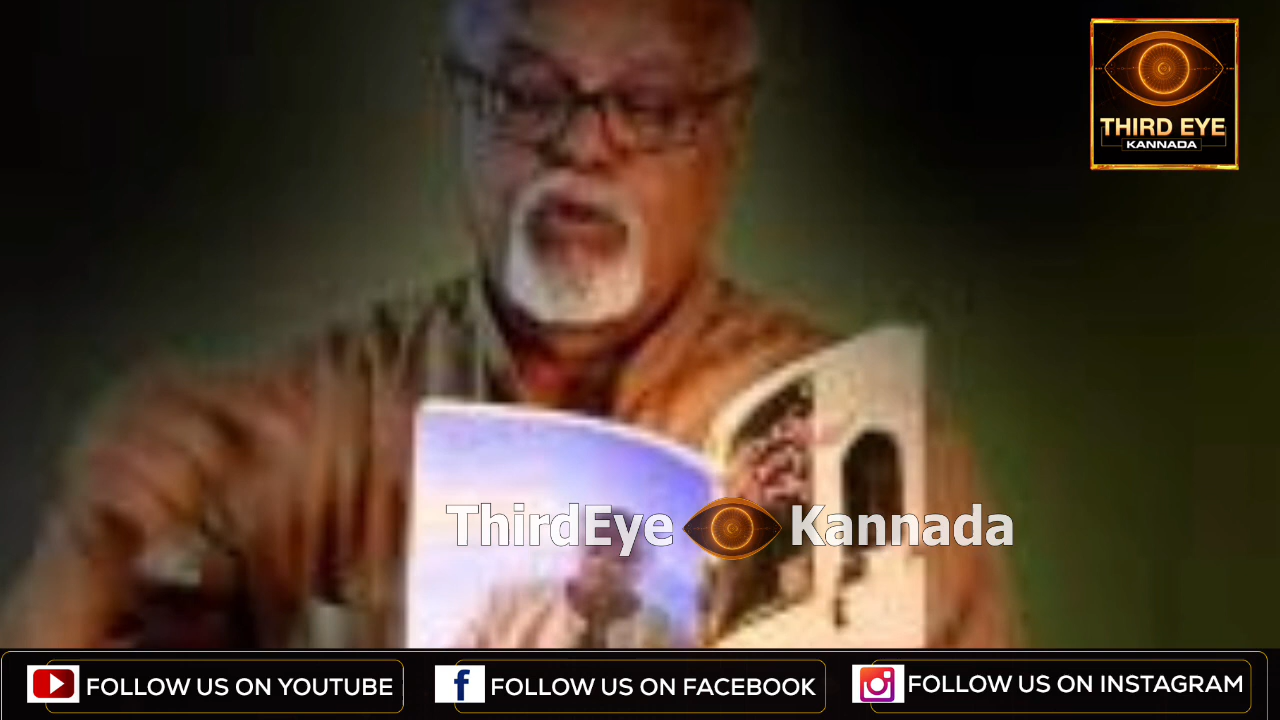 THIRD EYE
KANNADA
ThirdEye Kannada
FOLLOW US ON YOUTUBE
FOLLOW US ON FACEBOOK
FOLLOW US ON INSTAGRAM